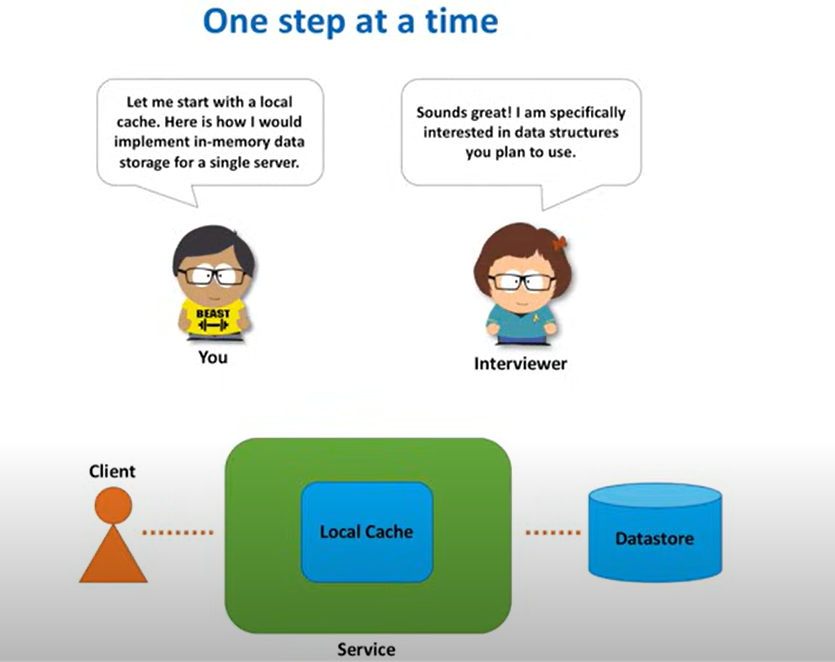 One step at a time
Let me start with a local
cache. Here is how I would
implement in-memory data
storage for a single server.
Sounds great! I am specifically
interested in data structures
you plan to use.
BEAST
You
Interviewer
Client
Local Cache
Datastore
Service